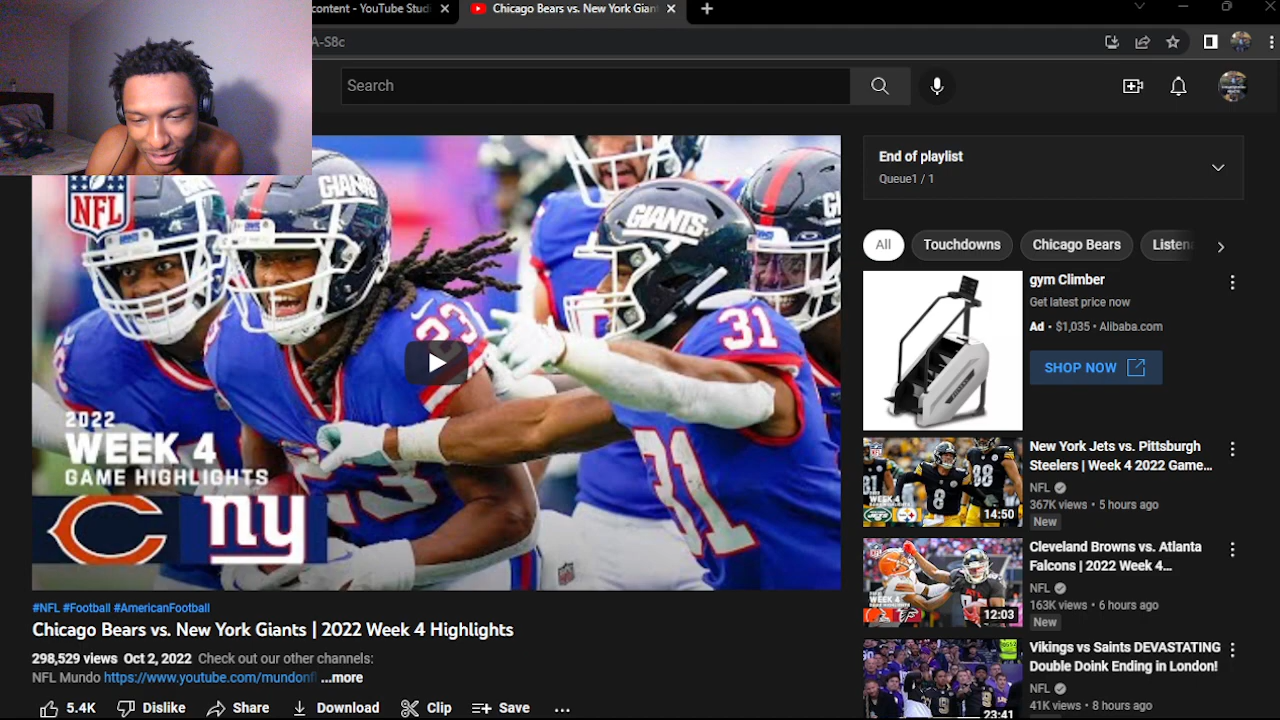 content - YouTube Studi
Chicago Bears vs. New York Gian
A-S8c
Search
End of playlist
Queue1 / 1
All
Touchdowns
Chicago Bears
Listena
NFL
GIANTS
GIANTS
23
31
31
23
2022
WEEK 4
GAME HIGHLIGHTS
C
ny
gym Climber
Get latest price now
Ad • $1,035 • Alibaba.com
SHOP NOW
New York Jets vs. Pittsburgh
Steelers | Week 4 2022 Game...
NFL
367K views • 5 hours ago
New
14:50
Cleveland Browns vs. Atlanta
Falcons | 2022 Week 4...
NFL
163K views • 6 hours ago
New
12:03
Vikings vs Saints DEVASTATING
Double Doink Ending in London!
NFL
41K views • 8 hours ago
23:41
#NFL #Football #AmericanFootball
Chicago Bears vs. New York Giants | 2022 Week 4 Highlights
298,529 views Oct 2, 2022 Check out our other channels:
NFL Mundo https://www.youtube.com/mundonfl ...more
5.4K
Dislike
Share
Download
Clip
Save
...